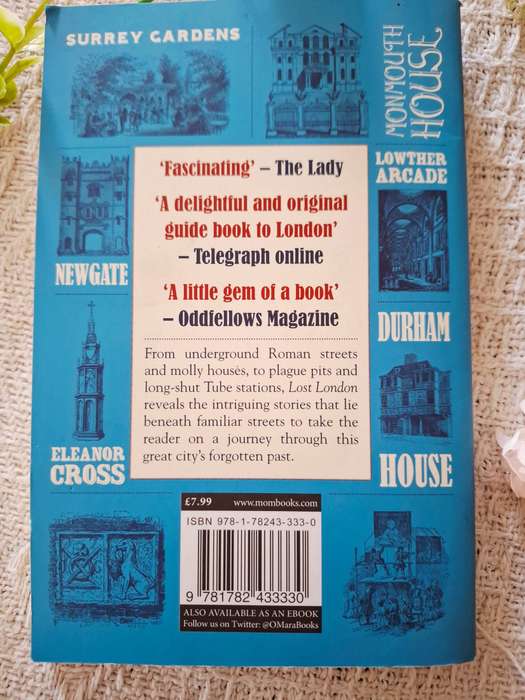 SURREY GARDENS
MONMOUTH
HOUSE
LOWTHER
ARCADE
NEWGATE
DURHAM
HOUSE
ELEANOR
CROSS
‘Fascinating’ – The Lady
‘A delightful and original
guide book to London’
– Telegraph online
‘A little gem of a book’
– Oddfellows Magazine
From underground Roman streets
and molly houses, to plague pits and
long-shut Tube stations, Lost London
reveals the intriguing stories that lie
beneath familiar streets to take the
reader on a journey through this
great city’s forgotten past.
£7.99 www.mombooks.com
ISBN 978-1-78243-333-0
9 781782 433330
ALSO AVAILABLE AS AN EBOOK
Follow us on Twitter: @OMaraBooks